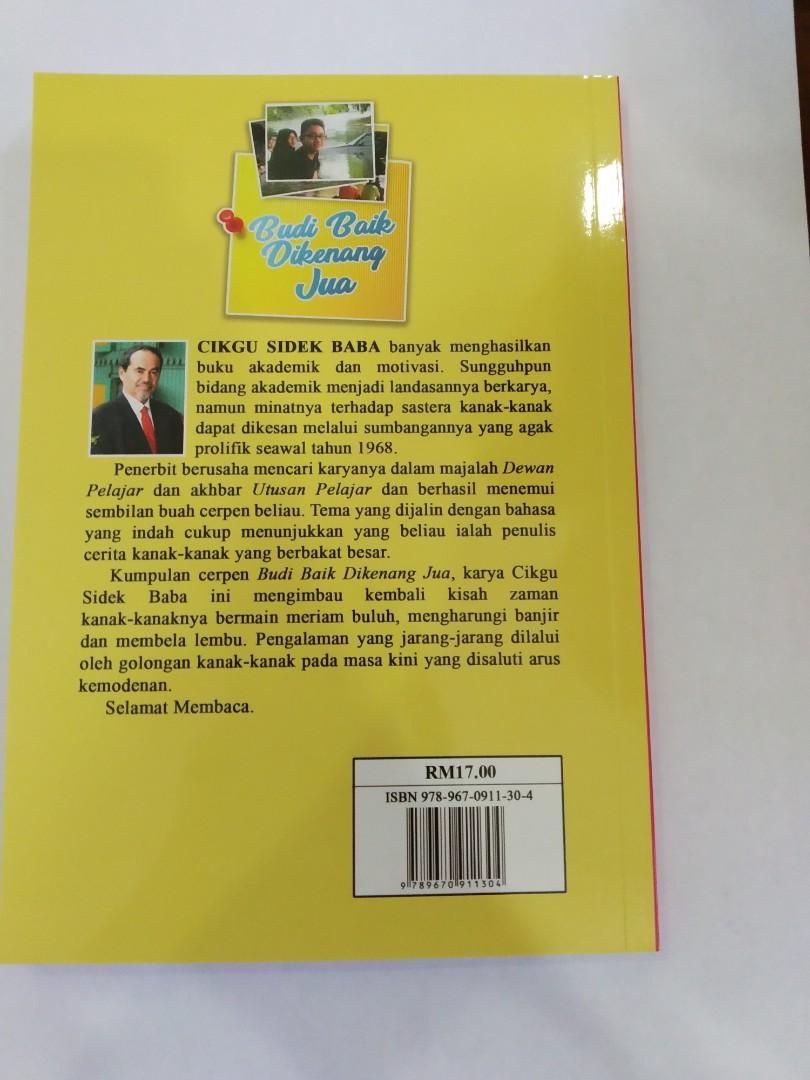 Budi Baik
Dikenang
Jua
CIKGU SIDEK BABA banyak menghasilkan
buku akademik dan motivasi. Sungguhpun
bidang akademik menjadi landasannya berkarya,
namun minatnya terhadap sastera kanak-kanak
dapat dikesan melalui sumbangannya yang agak
prolifik seawal tahun 1968.
Penerbit berusaha mencari karyanya dalam majalah Dewan
Pelajar dan akhbar Utusan Pelajar dan berhasil menemui
sembilan buah cerpen beliau. Tema yang dijalin dengan bahasa
yang indah cukup menunjukkan yang beliau ialah penulis
cerita kanak-kanak yang berbakat besar.
Kumpulan cerpen Budi Baik Dikenang Jua, karya Cikgu
Sidek Baba ini mengimbau kembali kisah zaman
kanak-kanaknya bermain meriam buluh, mengharungi banjir
dan membela lembu. Pengalaman yang jarang-jarang dilalui
oleh golongan kanak-kanak pada masa kini yang disaluti arus
kemodenan.
Selamat Membaca.
RM17.00
ISBN 978-967-0911-30-4
9 789670 911304